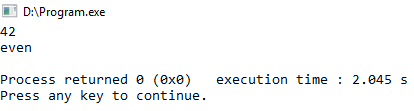 D:\Program.exe
42
even
Process returned 0 (0x0)   execution time : 2.045 s
Press any key to continue.